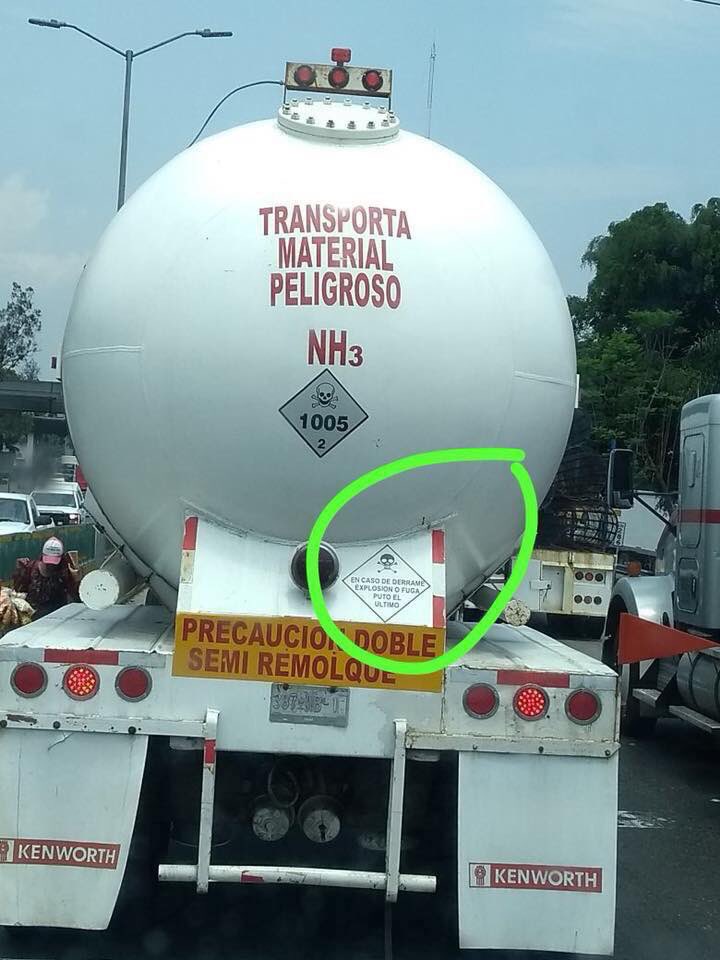 TRANSPORTA
MATERIAL
PELIGROSO
NH3
1005
2
EN CASO DE DERRAME
EXPLOSION O FUGA
PUTO EL
ULTIMO
PRECAUCION DOBLE
SEMI REMOLQUE
KENWORTH
KENWORTH